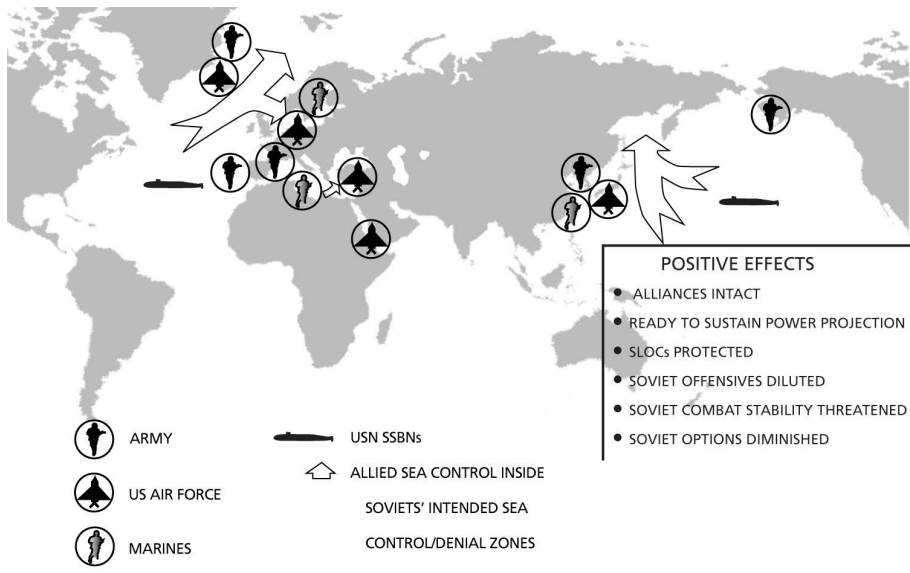 POSITIVE EFFECTS
ALLIANCES INTACT
READY TO SUSTAIN POWER PROJECTION
SLOCs PROTECTED
SOVIET OFFENSIVES DILUTED
SOVIET COMBAT STABILITY THREATENED
SOVIET OPTIONS DIMINISHED
ARMY
US AIR FORCE
MARINES
USN SSBNs
ALLIED SEA CONTROL INSIDE
SOVIETS' INTENDED SEA
CONTROL/DENIAL ZONES